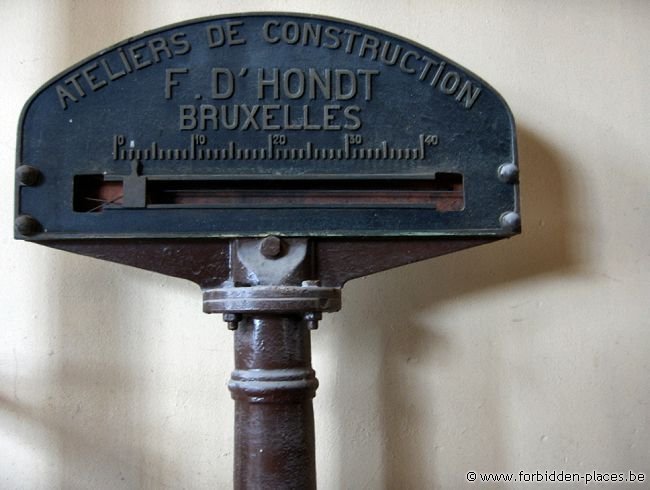 ATELIERS DE CONSTRUCTION
F. D'HONDT
BRUXELLES
0 10 20 30 40
© www.forbidden-places.be